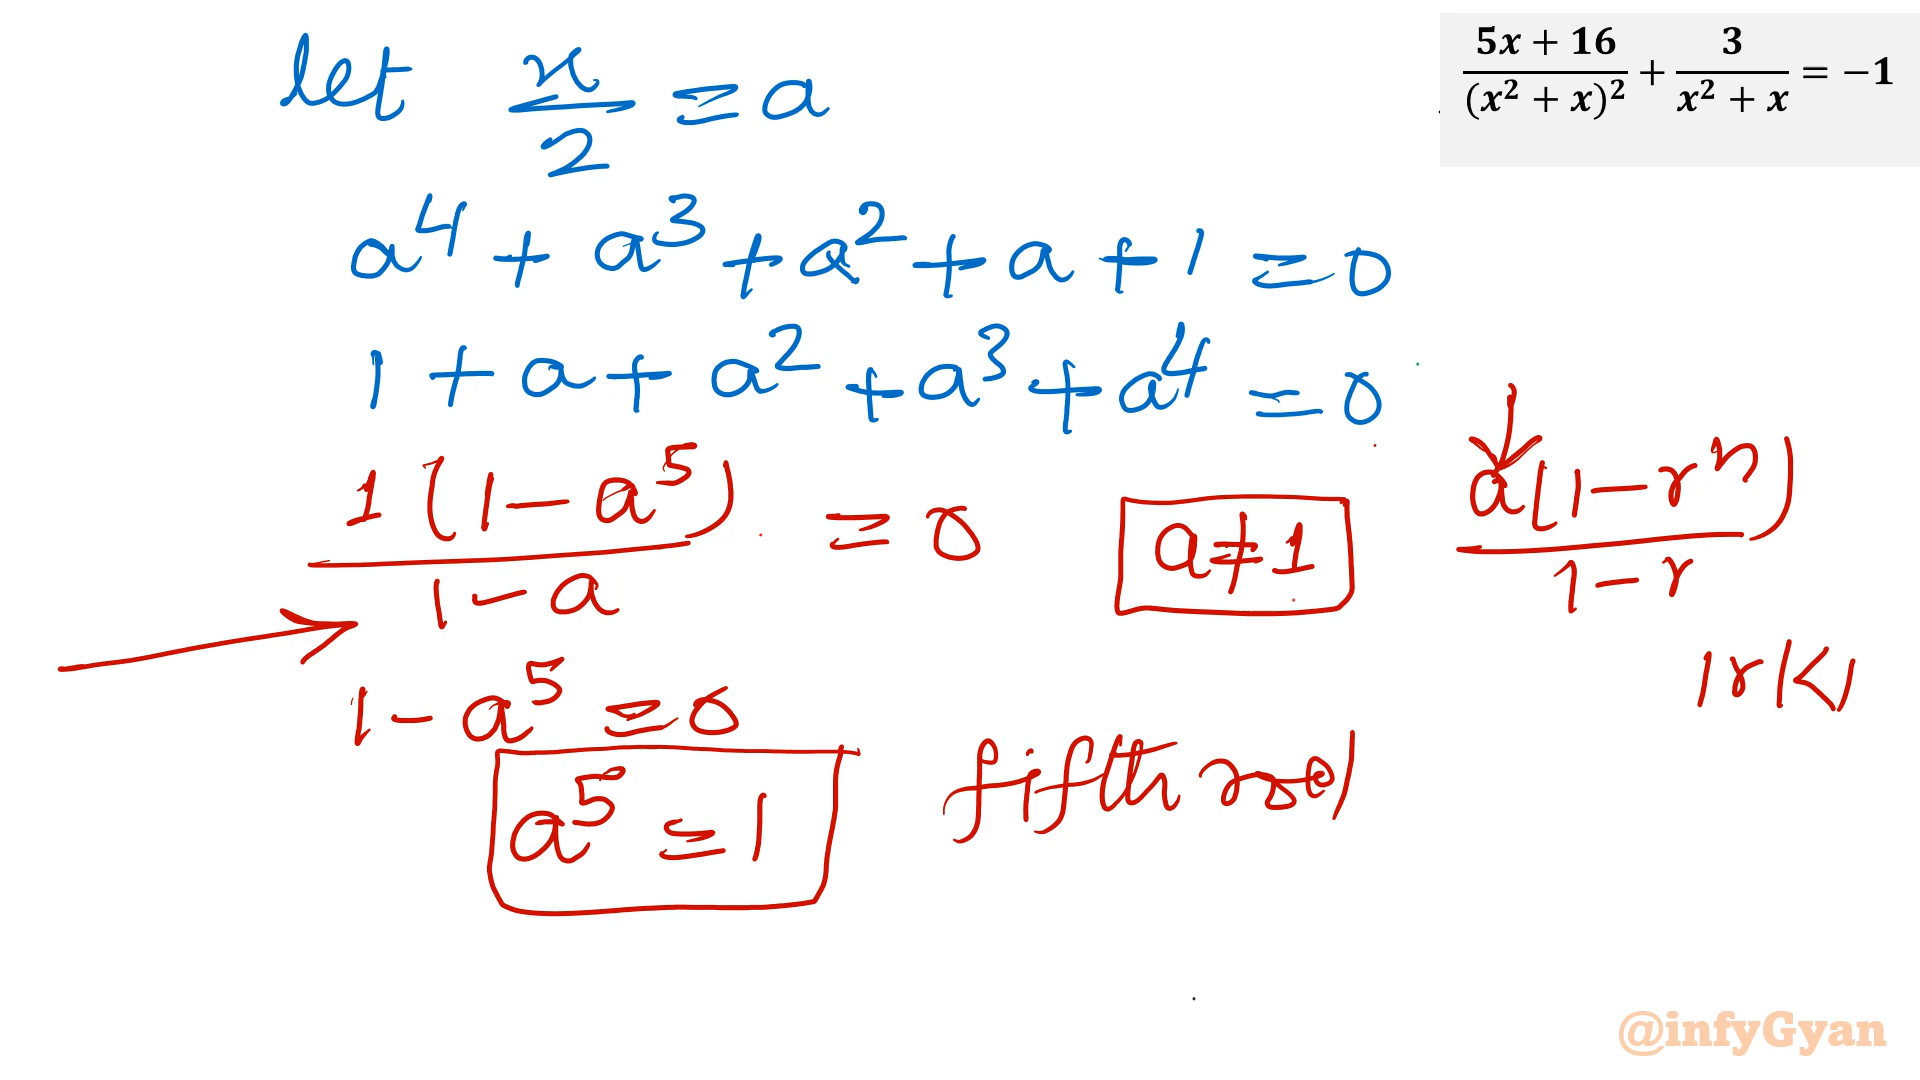 let x/2 = a
(5x + 16)/(x² + x)² + 3/(x² + x) = −1
a⁴ + a³ + a² + a + 1 = 0
1 + a + a² + a³ + a⁴ = 0
1(1 − a⁵)/(1 − a) = 0
a ≠ 1
a(1 − rⁿ)/(1 − r)
|r|<1
1 − a⁵ = 0
a⁵ = 1
fifth root
@infyGyan